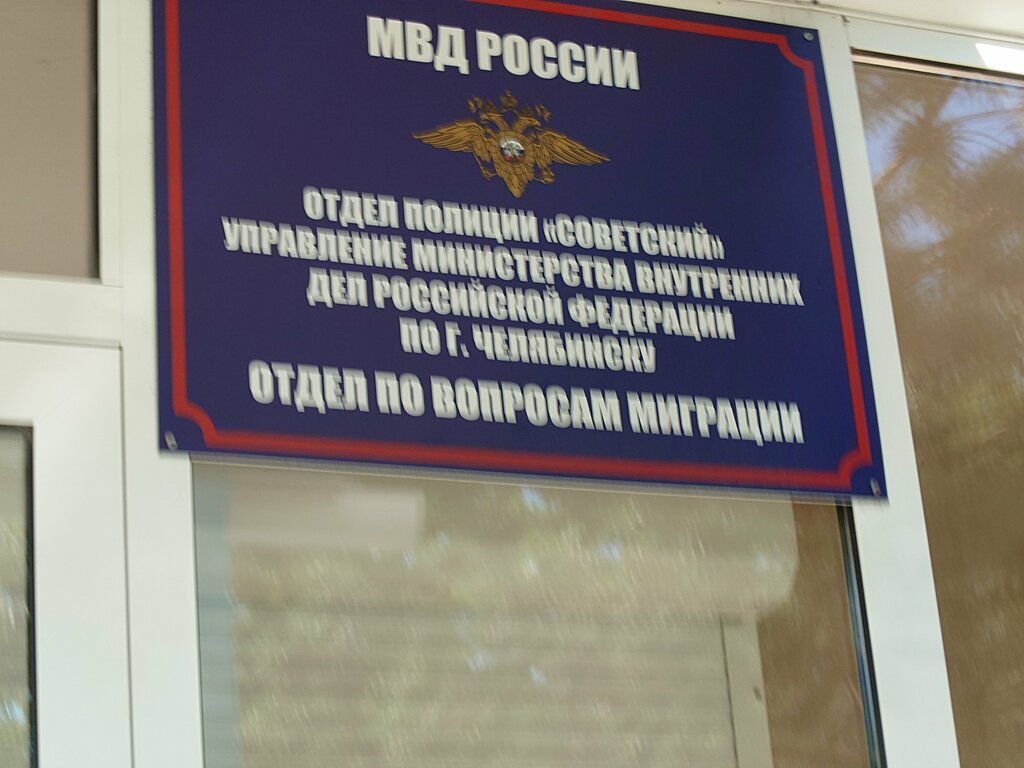 МВД РОССИИ
ОТДЕЛ ПОЛИЦИИ «СОВЕТСКИЙ»
УПРАВЛЕНИЕ МИНИСТЕРСТВА ВНУТРЕННИХ
ДЕЛ РОССИЙСКОЙ ФЕДЕРАЦИИ
ПО Г. ЧЕЛЯБИНСКУ
ОТДЕЛ ПО ВОПРОСАМ МИГРАЦИИ